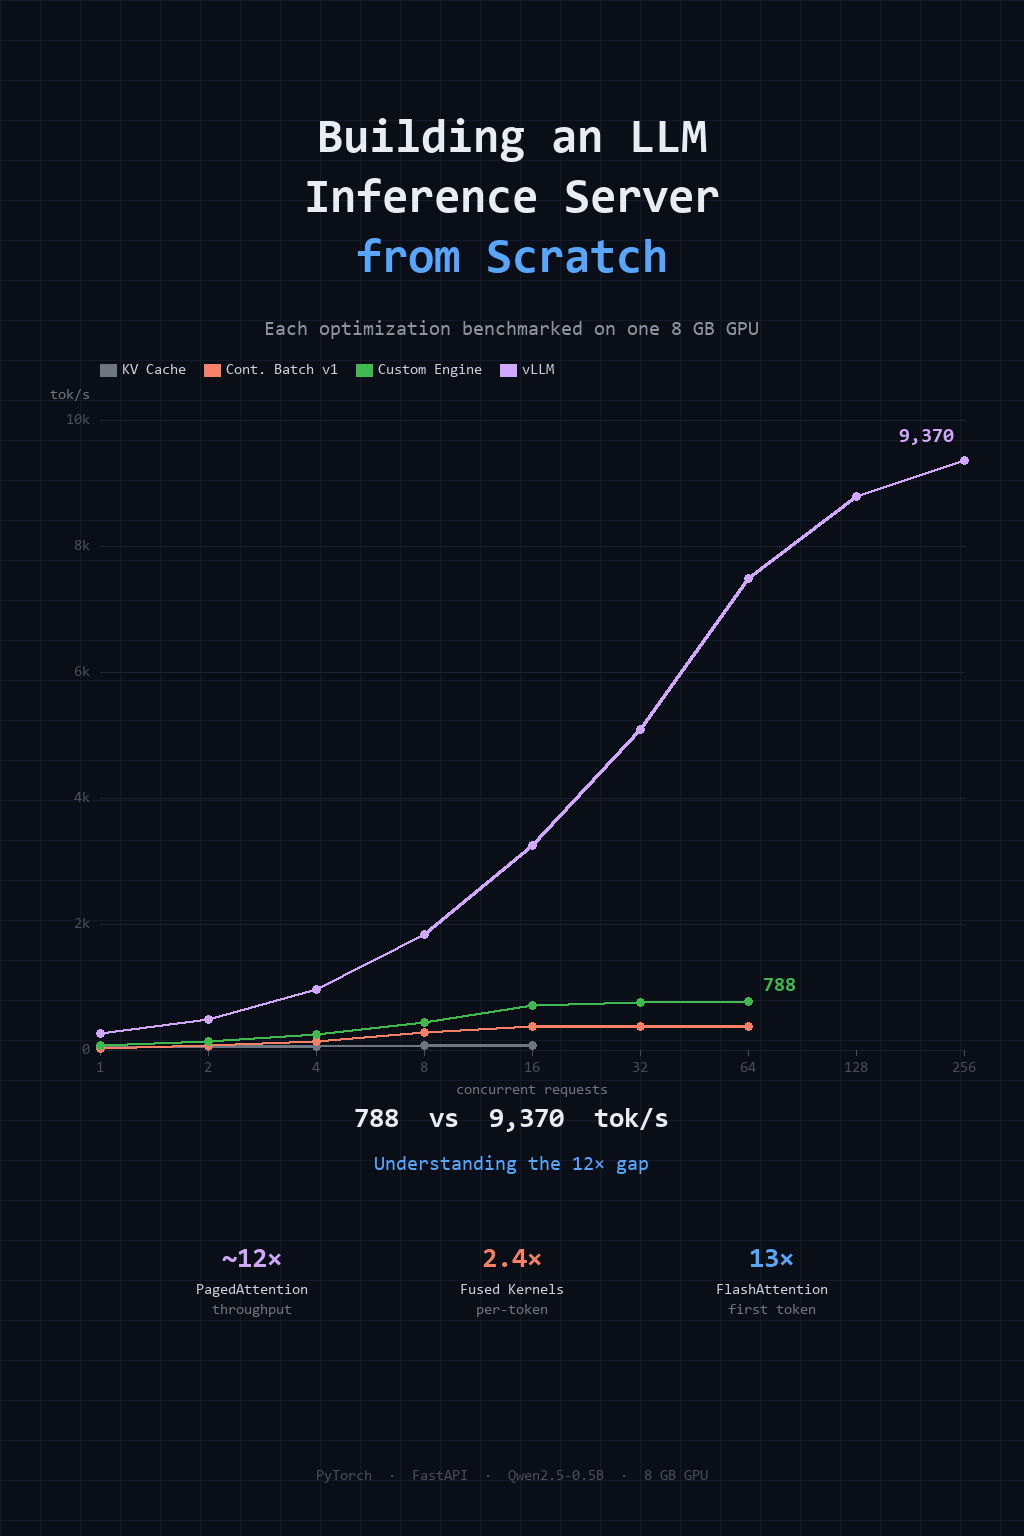 Building an LLM
Inference Server
from Scratch
Each optimization benchmarked on one 8 GB GPU
KV Cache Cont. Batch v1 Custom Engine vLLM
tok/s
10k
9,370
8k
6k
4k
2k
788
0
1 2 4 8 16 32 64 128 256
concurrent requests
788 vs 9,370 tok/s
Understanding the 12× gap
~12× 2.4× 13×
PagedAttention Fused Kernels FlashAttention
throughput per-token first token
PyTorch · FastAPI · Qwen2.5-0.5B · 8 GB GPU